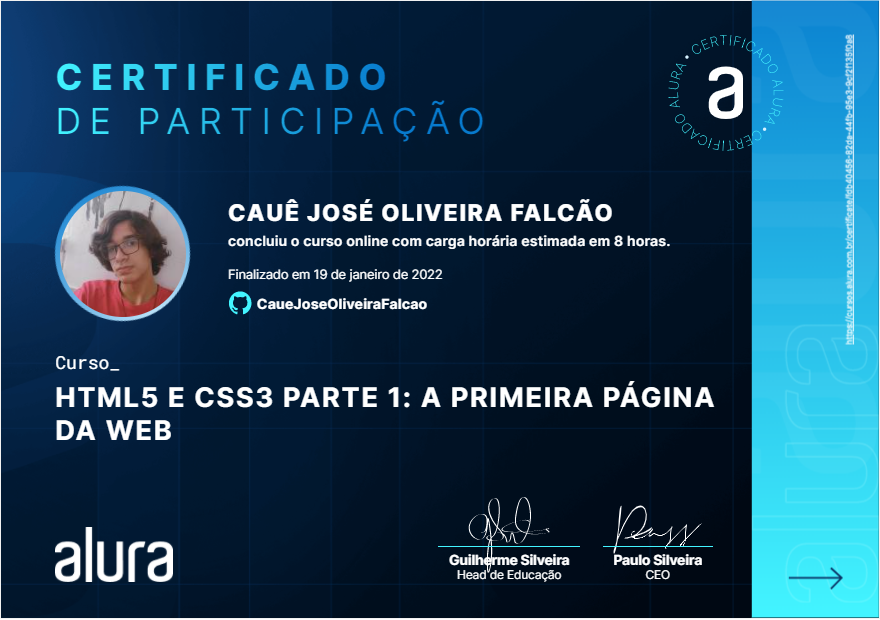 CERTIFICADO
DE PARTICIPAÇÃO
CERTIFICADO ALURA • CERTIFICADO ALURA •
a
CAUÊ JOSÉ OLIVEIRA FALCÃO
concluiu o curso online com carga horária estimada em 8 horas.
Finalizado em 19 de janeiro de 2022
CaueJoseOliveiraFalcao
Curso_
HTML5 E CSS3 PARTE 1: A PRIMEIRA PÁGINA
DA WEB
alura
Guilherme Silveira
Head de Educação
Paulo Silveira
CEO
alura